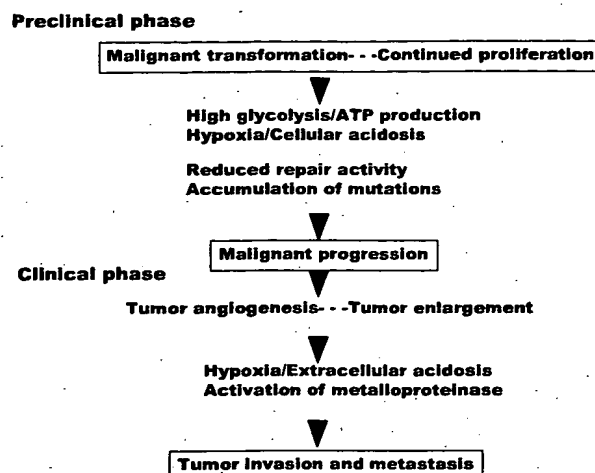 Preclinical phase
Malignant transformation- - -Continued proliferation
High glycolysis/ATP production
Hypoxia/Cellular acidosis
Reduced repair activity
Accumulation of mutations
Malignant progression
Clinical phase
Tumor angiogenesis- - -Tumor enlargement
Hypoxia/Extracellular acidosis
Activation of metalloproteinase
Tumor invasion and metastasis